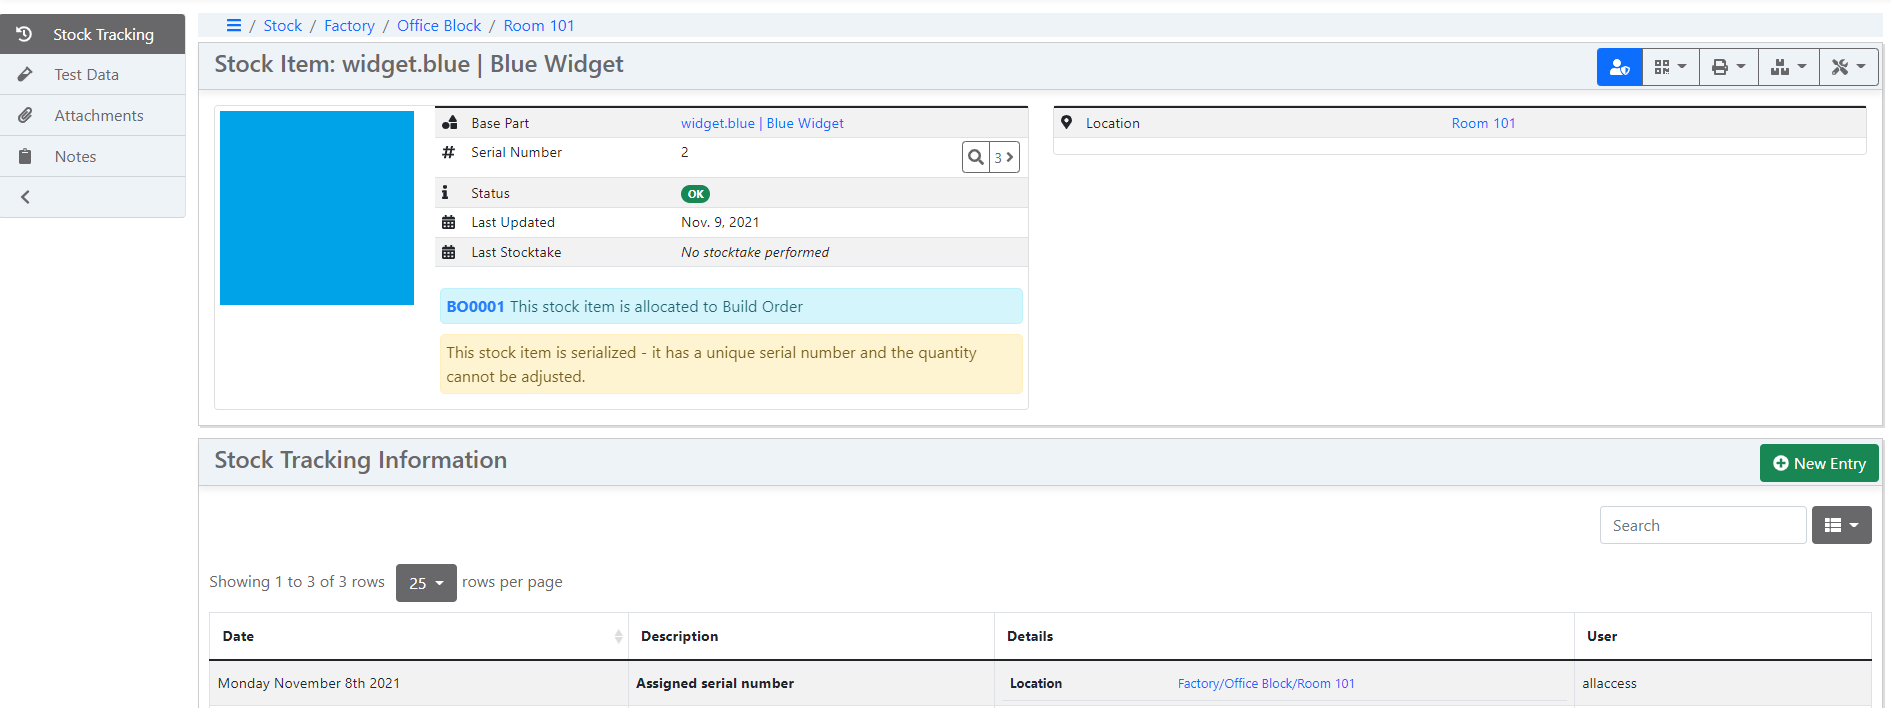 Stock Tracking
Test Data
Attachments
Notes
/ Stock / Factory / Office Block / Room 101
Stock Item: widget.blue | Blue Widget
Base Part widget.blue | Blue Widget
Serial Number 2 3
Status OK
Last Updated Nov. 9, 2021
Last Stocktake No stocktake performed
Location Room 101
BO0001 This stock item is allocated to Build Order
This stock item is serialized - it has a unique serial number and the quantity
cannot be adjusted.
Stock Tracking Information
New Entry
Search
Showing 1 to 3 of 3 rows 25 rows per page
Date Description Details User
Monday November 8th 2021 Assigned serial number Location Factory/Office Block/Room 101 allaccess